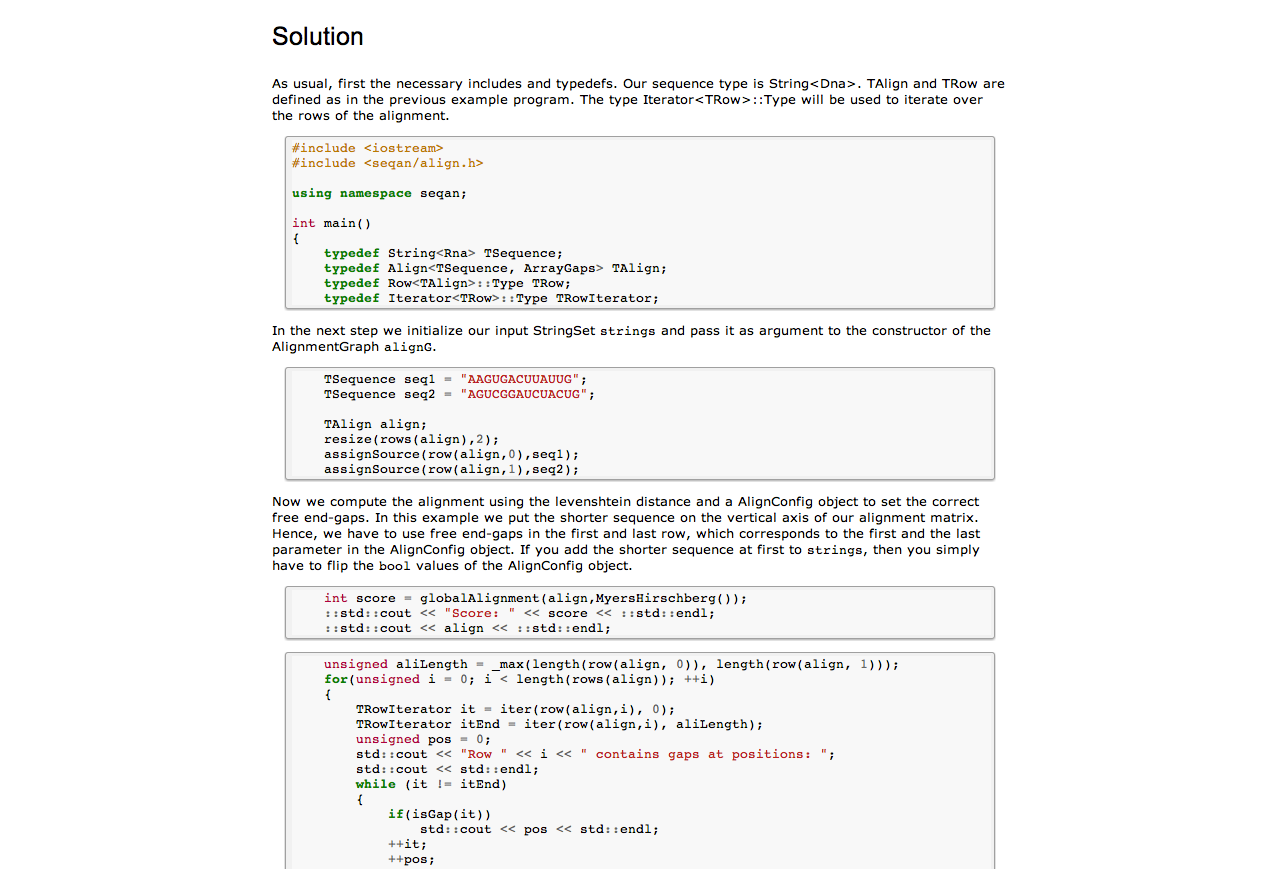 Solution
As usual, first the necessary includes and typedefs. Our sequence type is String<Dna>. TAlign and TRow are
defined as in the previous example program. The type Iterator<TRow>::Type will be used to iterate over
the rows of the alignment.
#include <iostream>
#include <seqan/align.h>
using namespace seqan;
int main()
{
typedef String<Rna> TSequence;
typedef Align<TSequence, ArrayGaps> TAlign;
typedef Row<TAlign>::Type TRow;
typedef Iterator<TRow>::Type TRowIterator;
In the next step we initialize our input StringSet strings and pass it as argument to the constructor of the
AlignmentGraph alignG.
TSequence seq1 = "AAGUGACUUAUUG";
TSequence seq2 = "AGUCGGAUCUACUG";
TAlign align;
resize(rows(align),2);
assignSource(row(align,0),seq1);
assignSource(row(align,1),seq2);
Now we compute the alignment using the levenshtein distance and a AlignConfig object to set the correct
free end-gaps. In this example we put the shorter sequence on the vertical axis of our alignment matrix.
Hence, we have to use free end-gaps in the first and last row, which corresponds to the first and the last
parameter in the AlignConfig object. If you add the shorter sequence at first to strings, then you simply
have to flip the bool values of the AlignConfig object.
int score = globalAlignment(align,MyersHirschberg());
::std::cout << "Score: " << score << ::std::endl;
::std::cout << align << ::std::endl;
unsigned aliLength = _max(length(row(align, 0)), length(row(align, 1)));
for(unsigned i = 0; i < length(rows(align)); ++i)
{
TRowIterator it = iter(row(align,i), 0);
TRowIterator itEnd = iter(row(align,i), aliLength);
unsigned pos = 0;
std::cout << "Row " << i << " contains gaps at positions: ";
std::cout << std::endl;
while (it != itEnd)
{
if(isGap(it))
std::cout << pos << std::endl;
++it;
++pos;